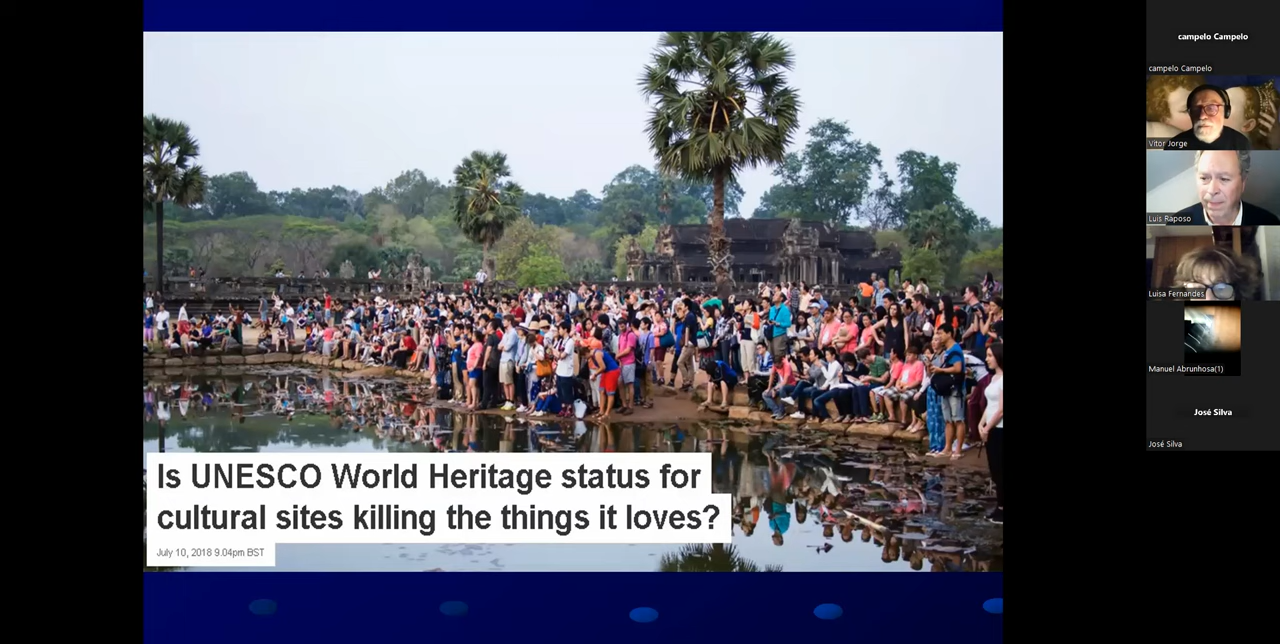 Is UNESCO World Heritage status for
cultural sites killing the things it loves?
July 10, 2018 9.04pm BST
campelo Campelo
campelo Campelo
Vítor Jorge
Luis Raposo
Luisa Fernandes
Manuel Abrunhosa(1)
José Silva
José Silva